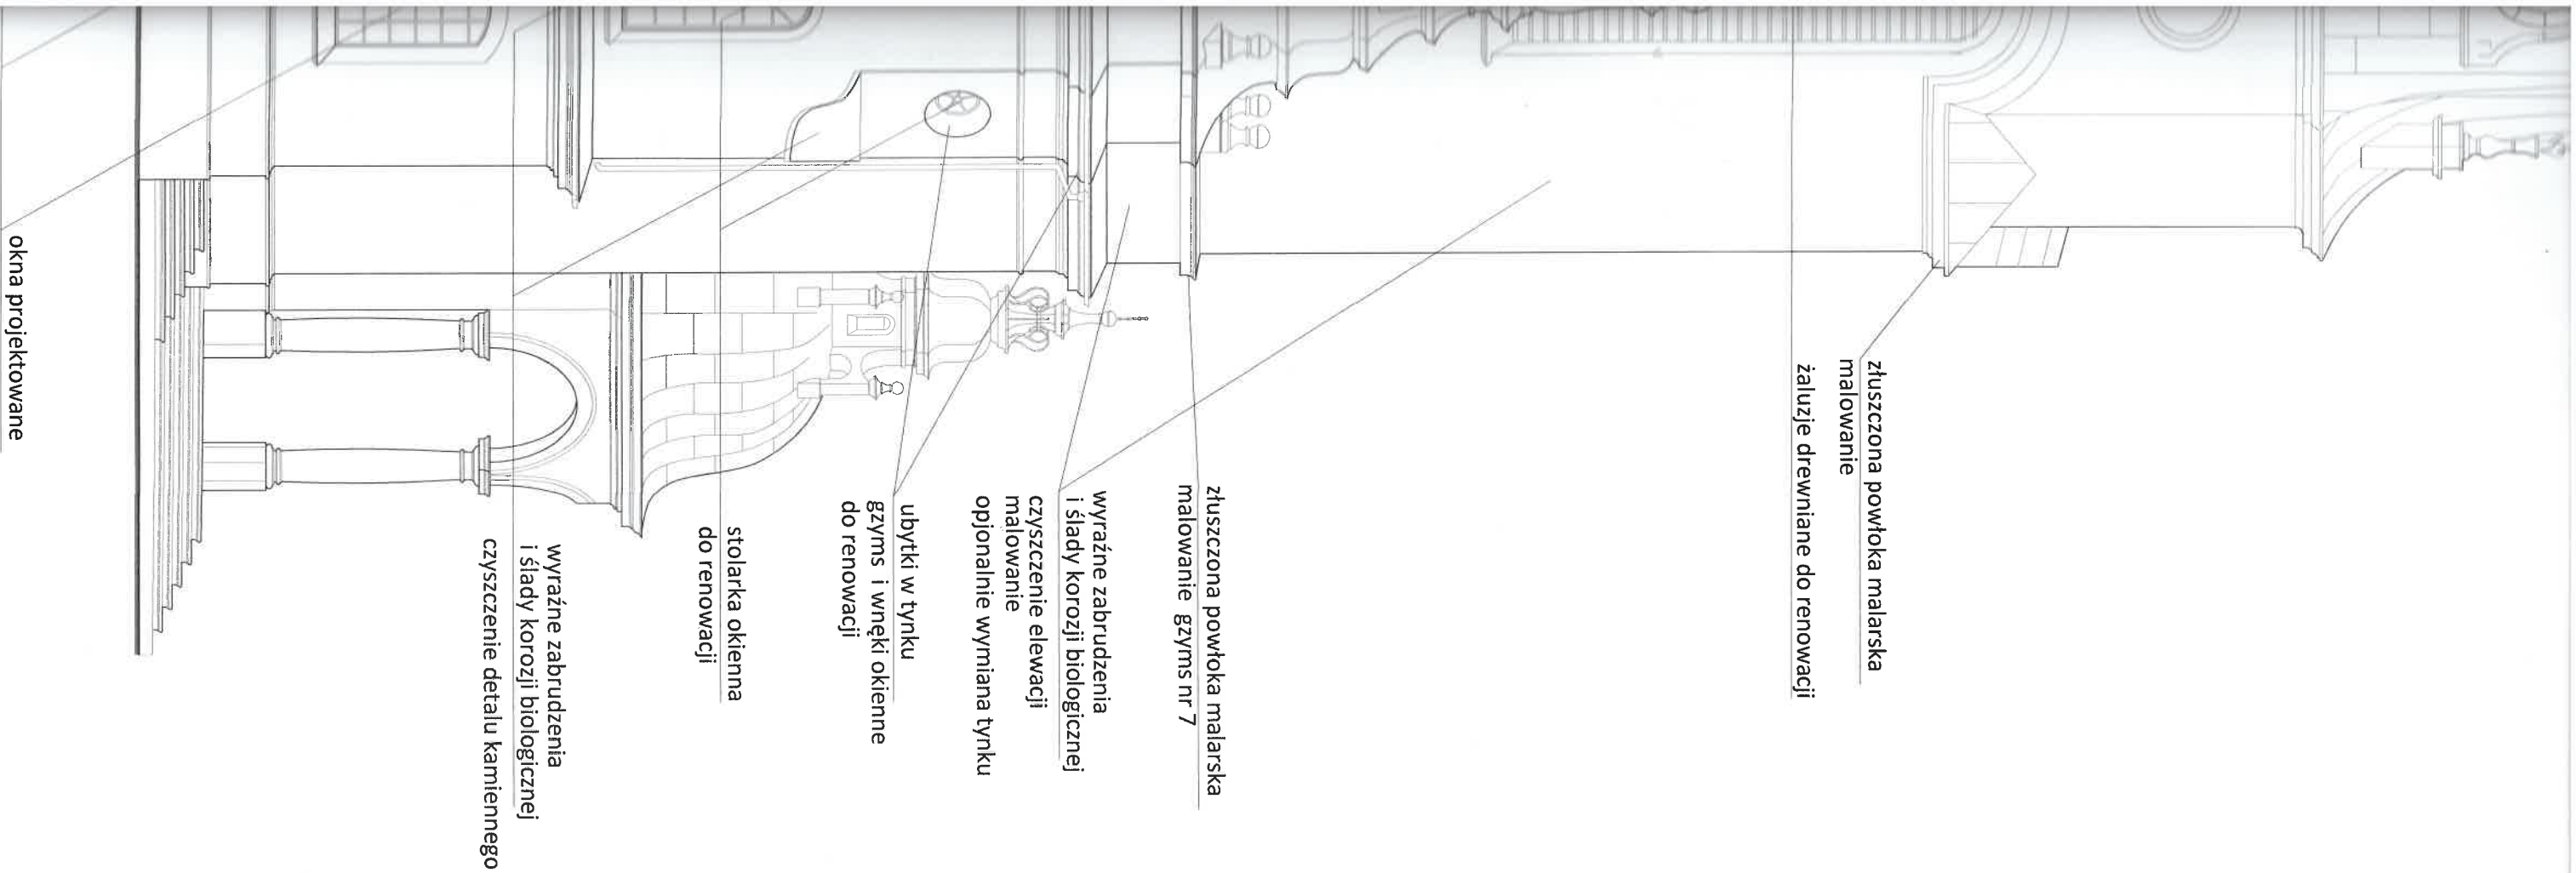 złuszczona powłoka malarska
malowanie
żaluzje drewniane do renowacji
złuszczona powłoka malarska
malowanie gzyms nr 7
wyraźne zabrudzenia
i ślady korozji biologicznej
czyszczenie elewacji
malowanie
opjonalnie wymiana tynku
ubytki w tynku
gzyms i wnęki okienne
do renowacji
stolarka okienna
do renowacji
wyraźne zabrudzenia
i ślady korozji biologicznej
czyszczenie detalu kamiennego
okna projektowane